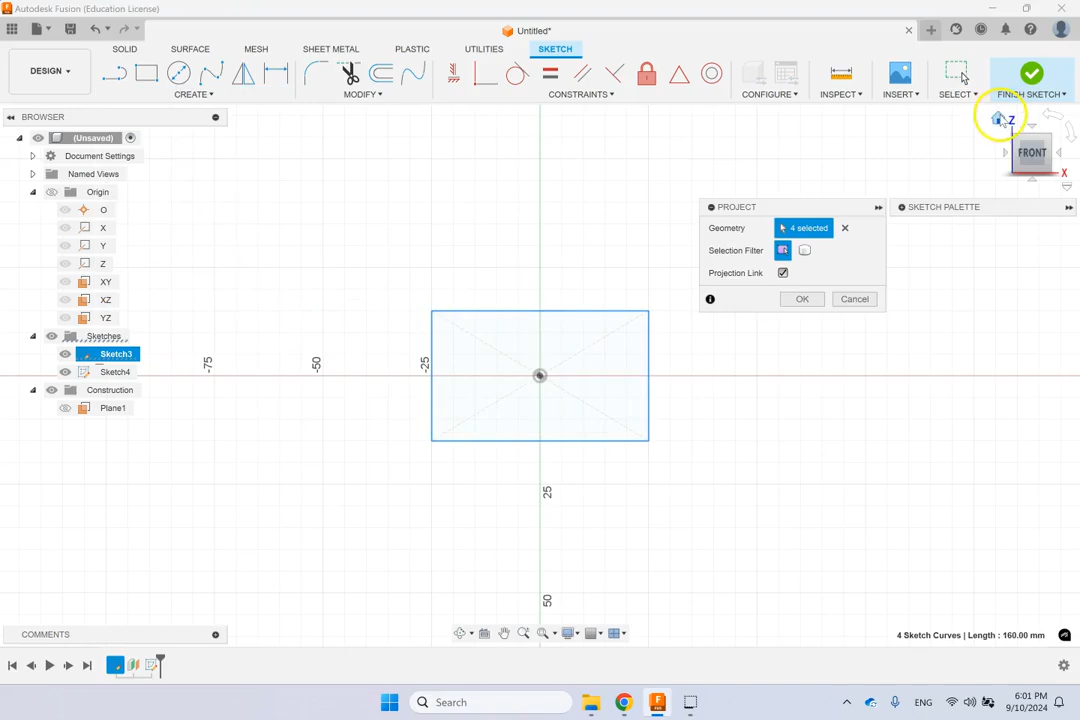 Autodesk Fusion (Education License)
Untitled*
SOLID SURFACE MESH SHEET METAL PLASTIC UTILITIES SKETCH
DESIGN ▾
CREATE ▾ MODIFY ▾ CONSTRAINTS ▾ CONFIGURE ▾ INSPECT ▾ INSERT ▾ SELECT ▾ FINISH SKETCH ▾
BROWSER
(Unsaved)
Document Settings
Named Views
Origin
O
X
Y
Z
XY
XZ
YZ
Sketches
Sketch3
Sketch4
Construction
Plane1
Z
FRONT
X
PROJECT
Geometry 4 selected
Selection Filter
Projection Link
OK Cancel
SKETCH PALETTE
-75
-50
-25
25
50
COMMENTS
4 Sketch Curves | Length : 160.00 mm
Search
ENG
6:01 PM
9/10/2024